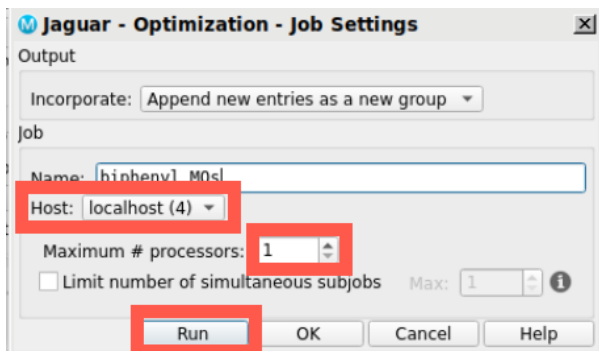 Jaguar - Optimization - Job Settings
Output
Incorporate: Append new entries as a new group
Job
Name: biphenyl_MOs
Host: localhost (4)
Maximum # processors: 1
Limit number of simultaneous subjobs Max: 1
Run OK Cancel Help